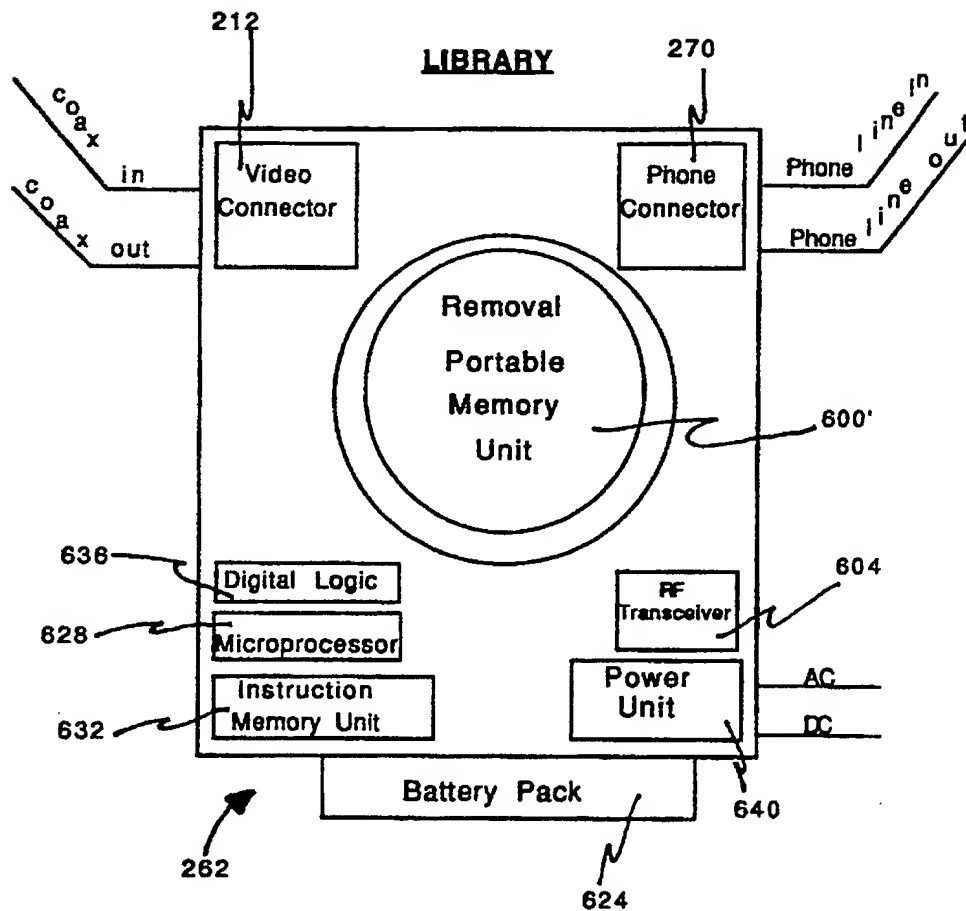 212
LIBRARY
270
coax in
coax out
Video
Connector
Phone
Connector
Phone line in
Phone line out
Removal
Portable
Memory
Unit
600'
636
Digital Logic
628
Microprocessor
632
Instruction
Memory Unit
RF
Transceiver
604
Power
Unit
AC
DC
640
Battery Pack
262
624